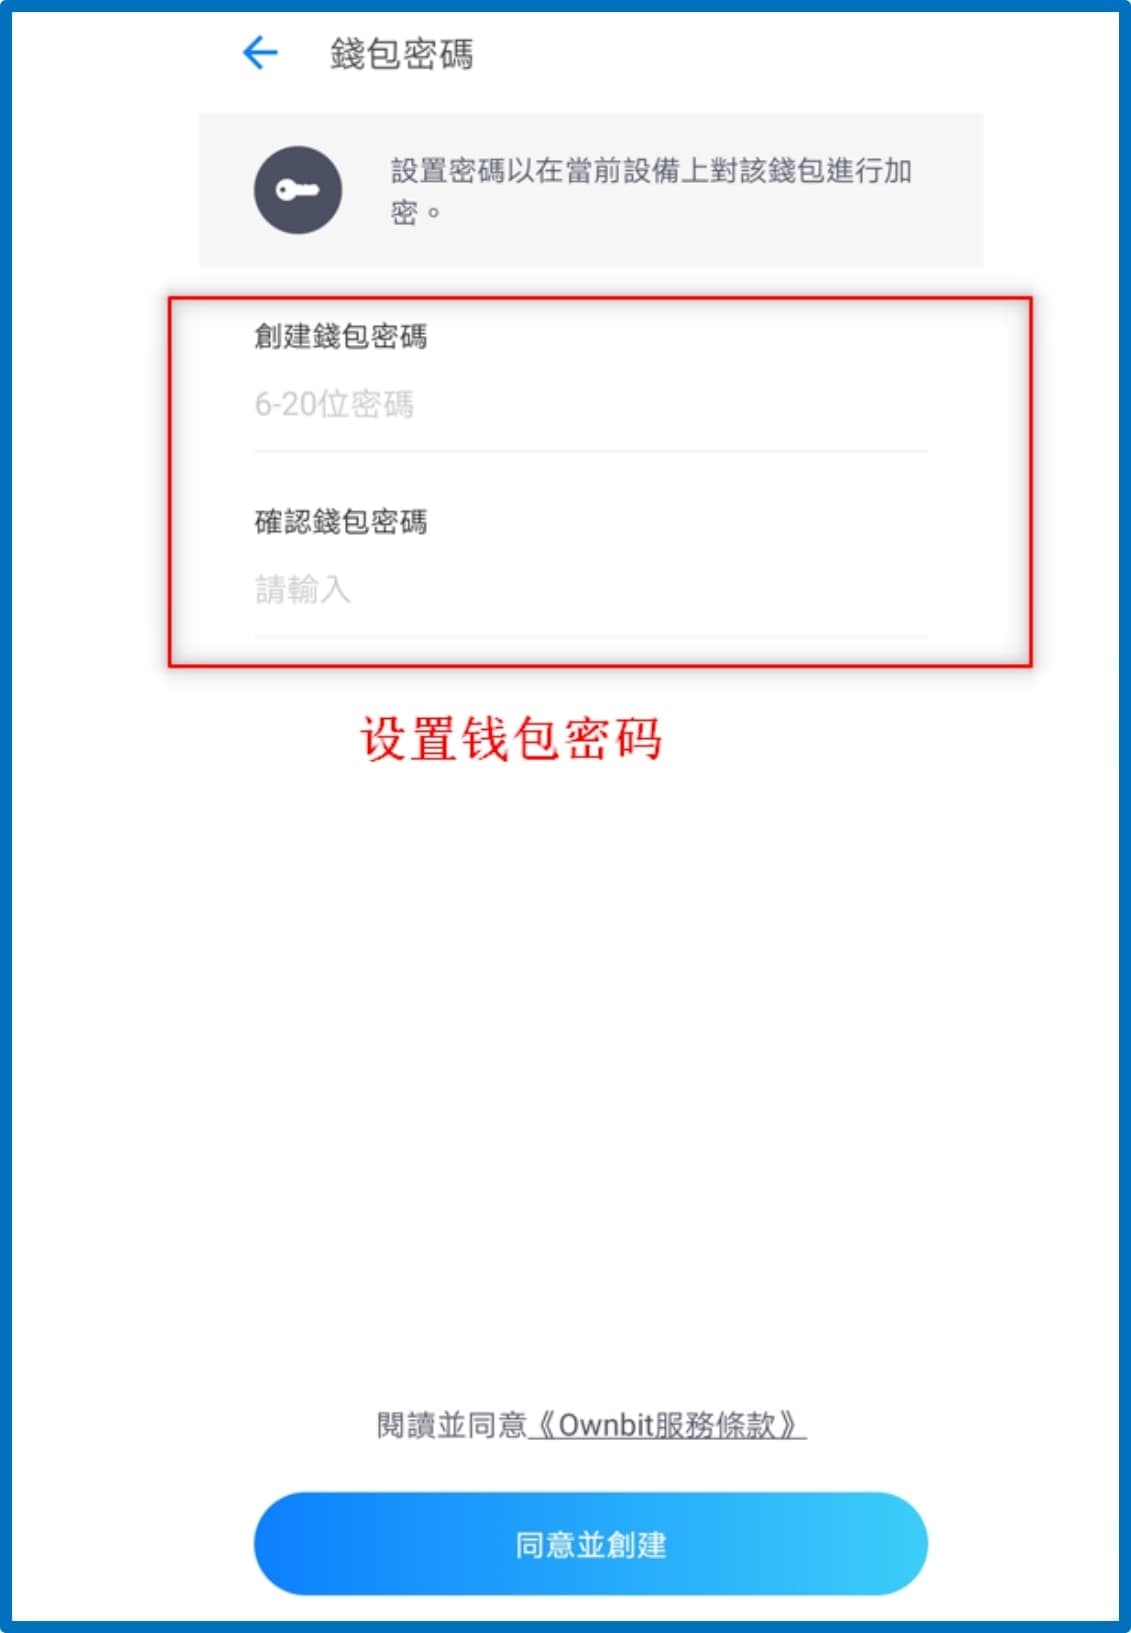 錢包密碼
設置密碼以在當前設備上對該錢包進行加
密。
創建錢包密碼
6-20位密碼
確認錢包密碼
請輸入
设置钱包密码
閱讀並同意《Ownbit服務條款》
同意並創建